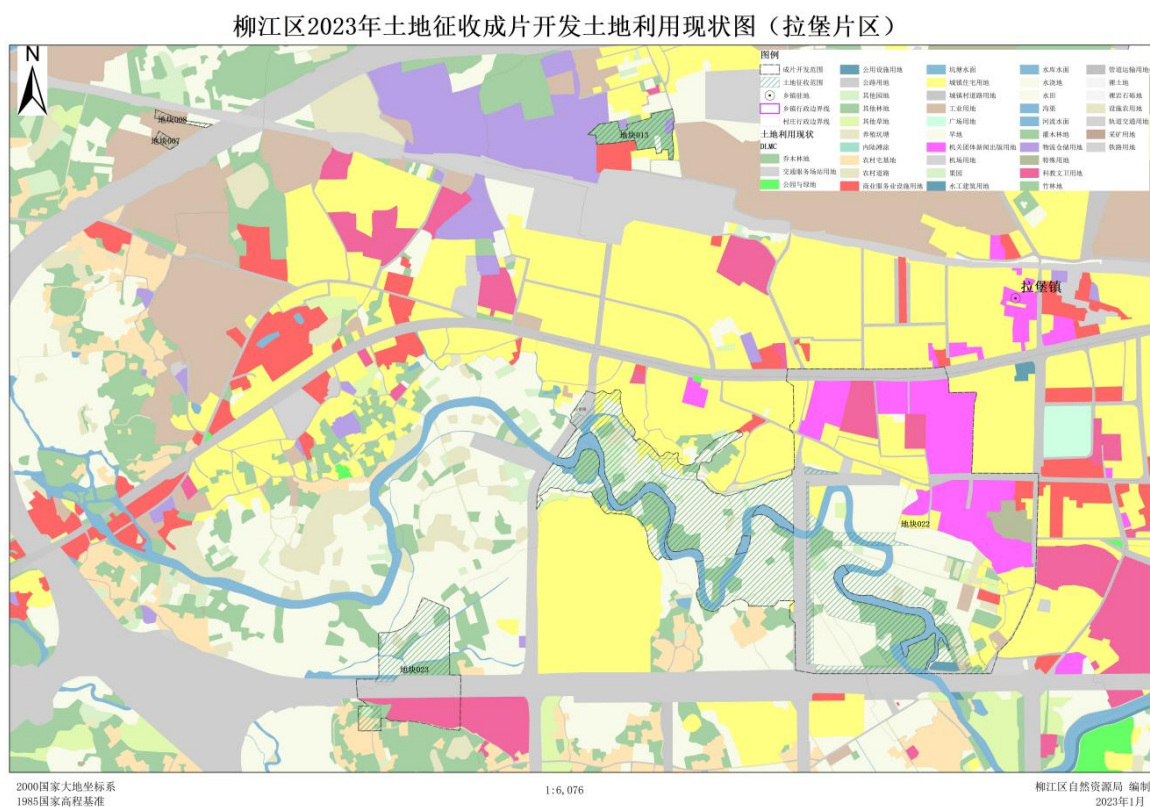 柳江区2023年土地征收成片开发土地利用现状图（拉堡片区）
N
图例
成片开发范围
土地征收范围
乡镇驻地
乡镇行政边界线
村庄行政边界线
土地利用现状
DLMC
乔木林地
交通服务场站用地
公园与绿地
公用设施用地
公路用地
其他园地
其他林地
其他草地
养殖坑塘
内陆滩涂
农村宅基地
农村道路
商业服务业设施用地
坑塘水面
城镇住宅用地
城镇村道路用地
工业用地
广场用地
旱地
机关团体新闻出版用地
机场用地
果园
水工建筑用地
水库水面
水浇地
水田
沟渠
河流水面
灌木林地
物流仓储用地
特殊用地
科教文卫用地
竹林地
管道运输用地
裸土地
裸岩石砾地
设施农用地
轨道交通用地
采矿用地
铁路用地
地块008
地块007
地块013
拉堡镇
地块022
地块023
2000国家大地坐标系
1985国家高程基准
1:6,076
柳江区自然资源局 编制
2023年1月